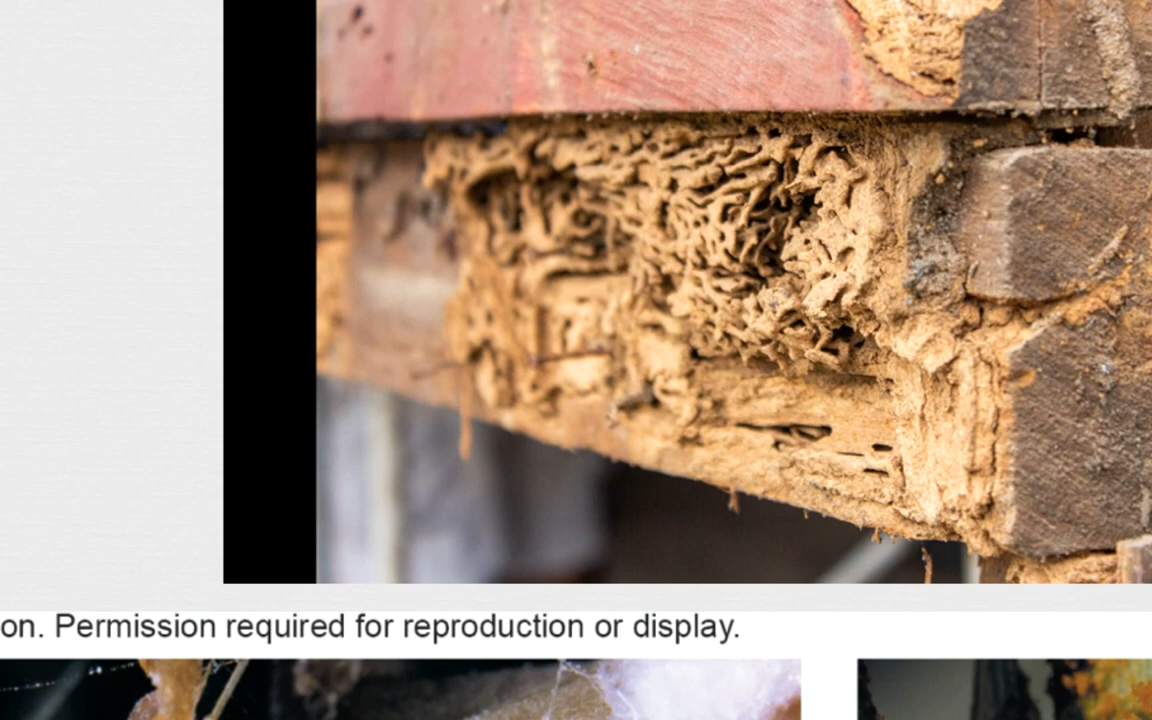 on. Permission required for reproduction or display.